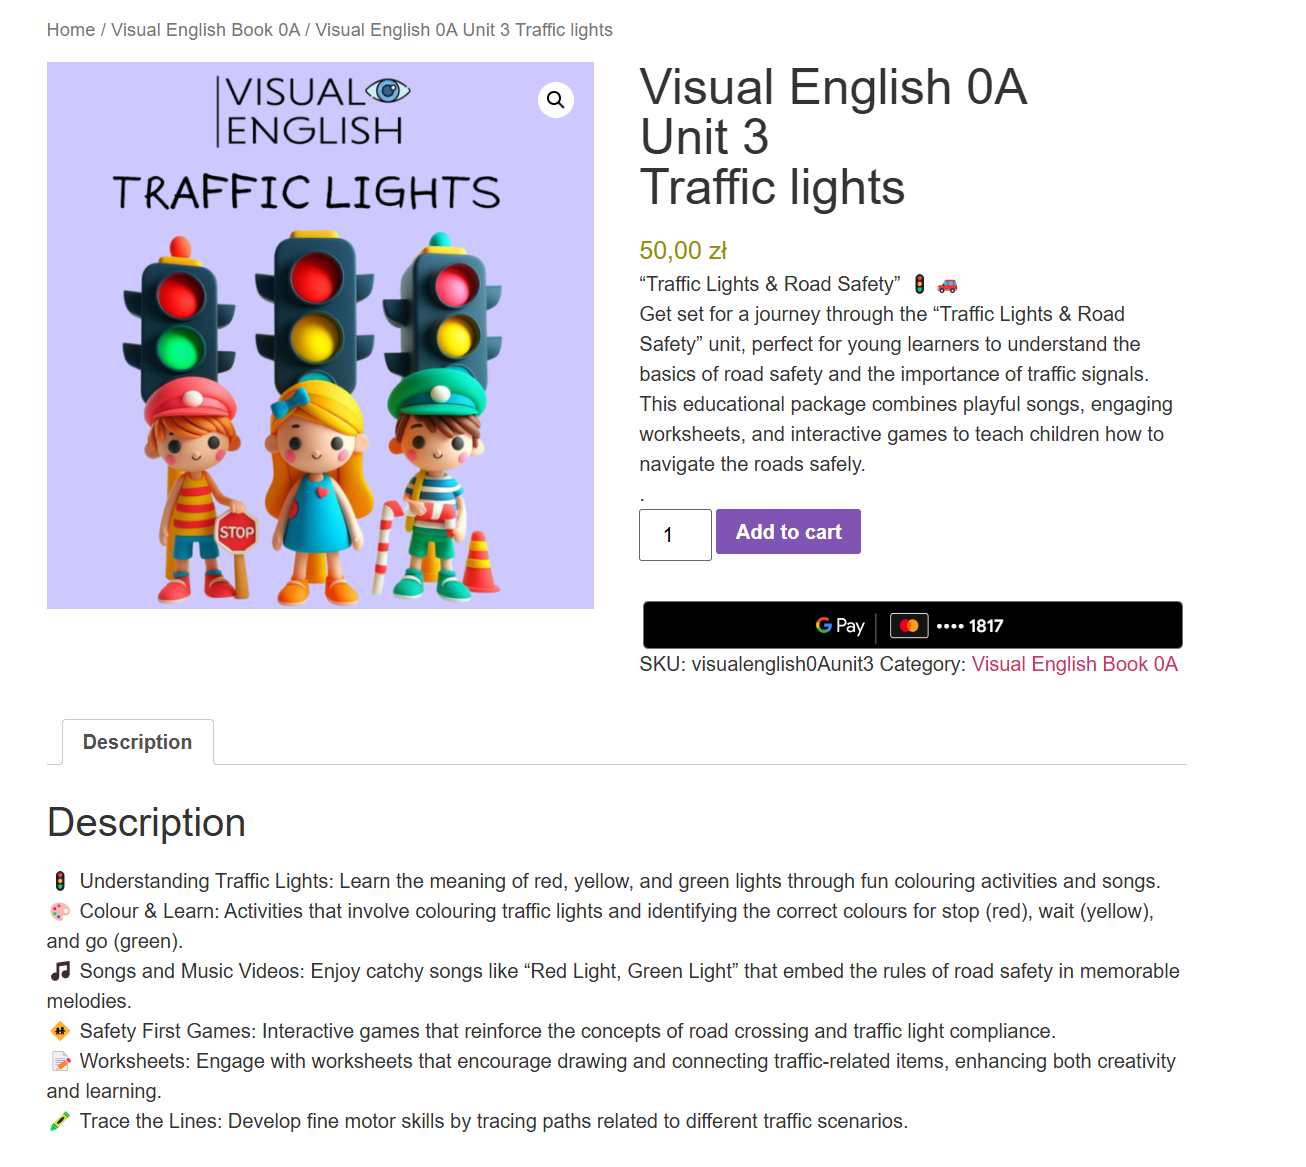 Home / Visual English Book 0A / Visual English 0A Unit 3 Traffic lights
VISUAL
ENGLISH
TRAFFIC LIGHTS
STOP
Visual English 0A
Unit 3
Traffic lights
50,00 zł
“Traffic Lights & Road Safety” 🚦 🚗
Get set for a journey through the “Traffic Lights & Road
Safety” unit, perfect for young learners to understand the
basics of road safety and the importance of traffic signals.
This educational package combines playful songs, engaging
worksheets, and interactive games to teach children how to
navigate the roads safely.
.
1 Add to cart
G Pay •••• 1817
SKU: visualenglish0Aunit3 Category: Visual English Book 0A
Description
Description
🚦 Understanding Traffic Lights: Learn the meaning of red, yellow, and green lights through fun colouring activities and songs.
🎨 Colour & Learn: Activities that involve colouring traffic lights and identifying the correct colours for stop (red), wait (yellow),
and go (green).
🎵 Songs and Music Videos: Enjoy catchy songs like “Red Light, Green Light” that embed the rules of road safety in memorable
melodies.
🚸 Safety First Games: Interactive games that reinforce the concepts of road crossing and traffic light compliance.
📝 Worksheets: Engage with worksheets that encourage drawing and connecting traffic-related items, enhancing both creativity
and learning.
🖍 Trace the Lines: Develop fine motor skills by tracing paths related to different traffic scenarios.